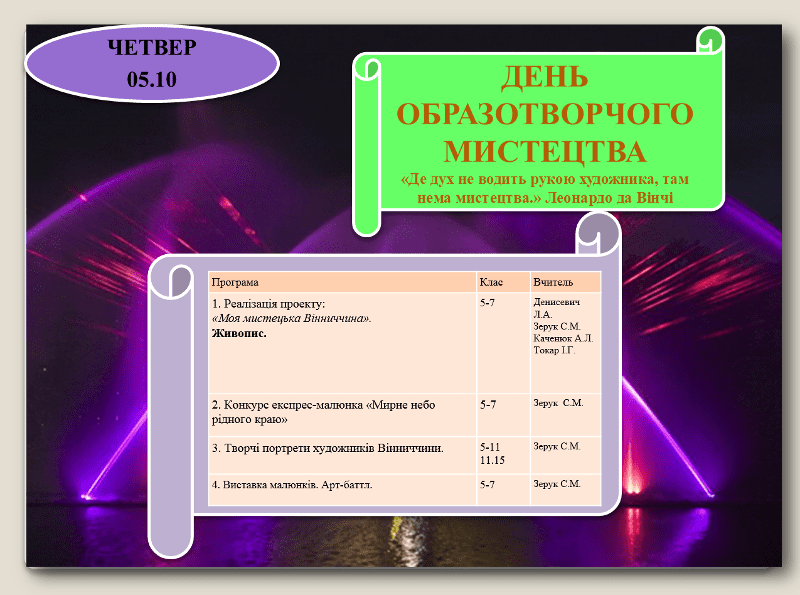 ЧЕТВЕР
05.10
ДЕНЬ
ОБРАЗОТВОРЧОГО
МИСТЕЦТВА
«Де дух не водить рукою художника, там
нема мистецтва.» Леонардо да Вінчі
Програма Клас Вчитель
1. Реалізація проекту: 5-7 Денисевич
«Моя мистецька Вінниччина». Л.А.
Живопис. Зерук С.М.
Каченюк А.Л.
Токар І.Г.
2. Конкурс експрес-малюнка «Мирне небо 5-7 Зерук С.М.
рідного краю»
3. Творчі портрети художників Вінниччини. 5-11 Зерук С.М.
11.15
4. Виставка малюнків. Арт-баттл. 5-7 Зерук С.М.